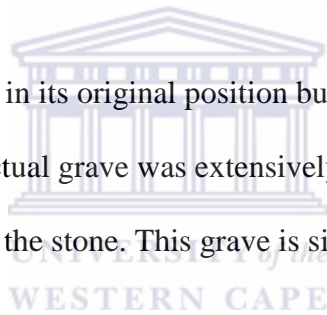 in its original position bu
ctual grave was extensively
the stone. This grave is si
UNIVERSITY of the
WESTERN CAPE